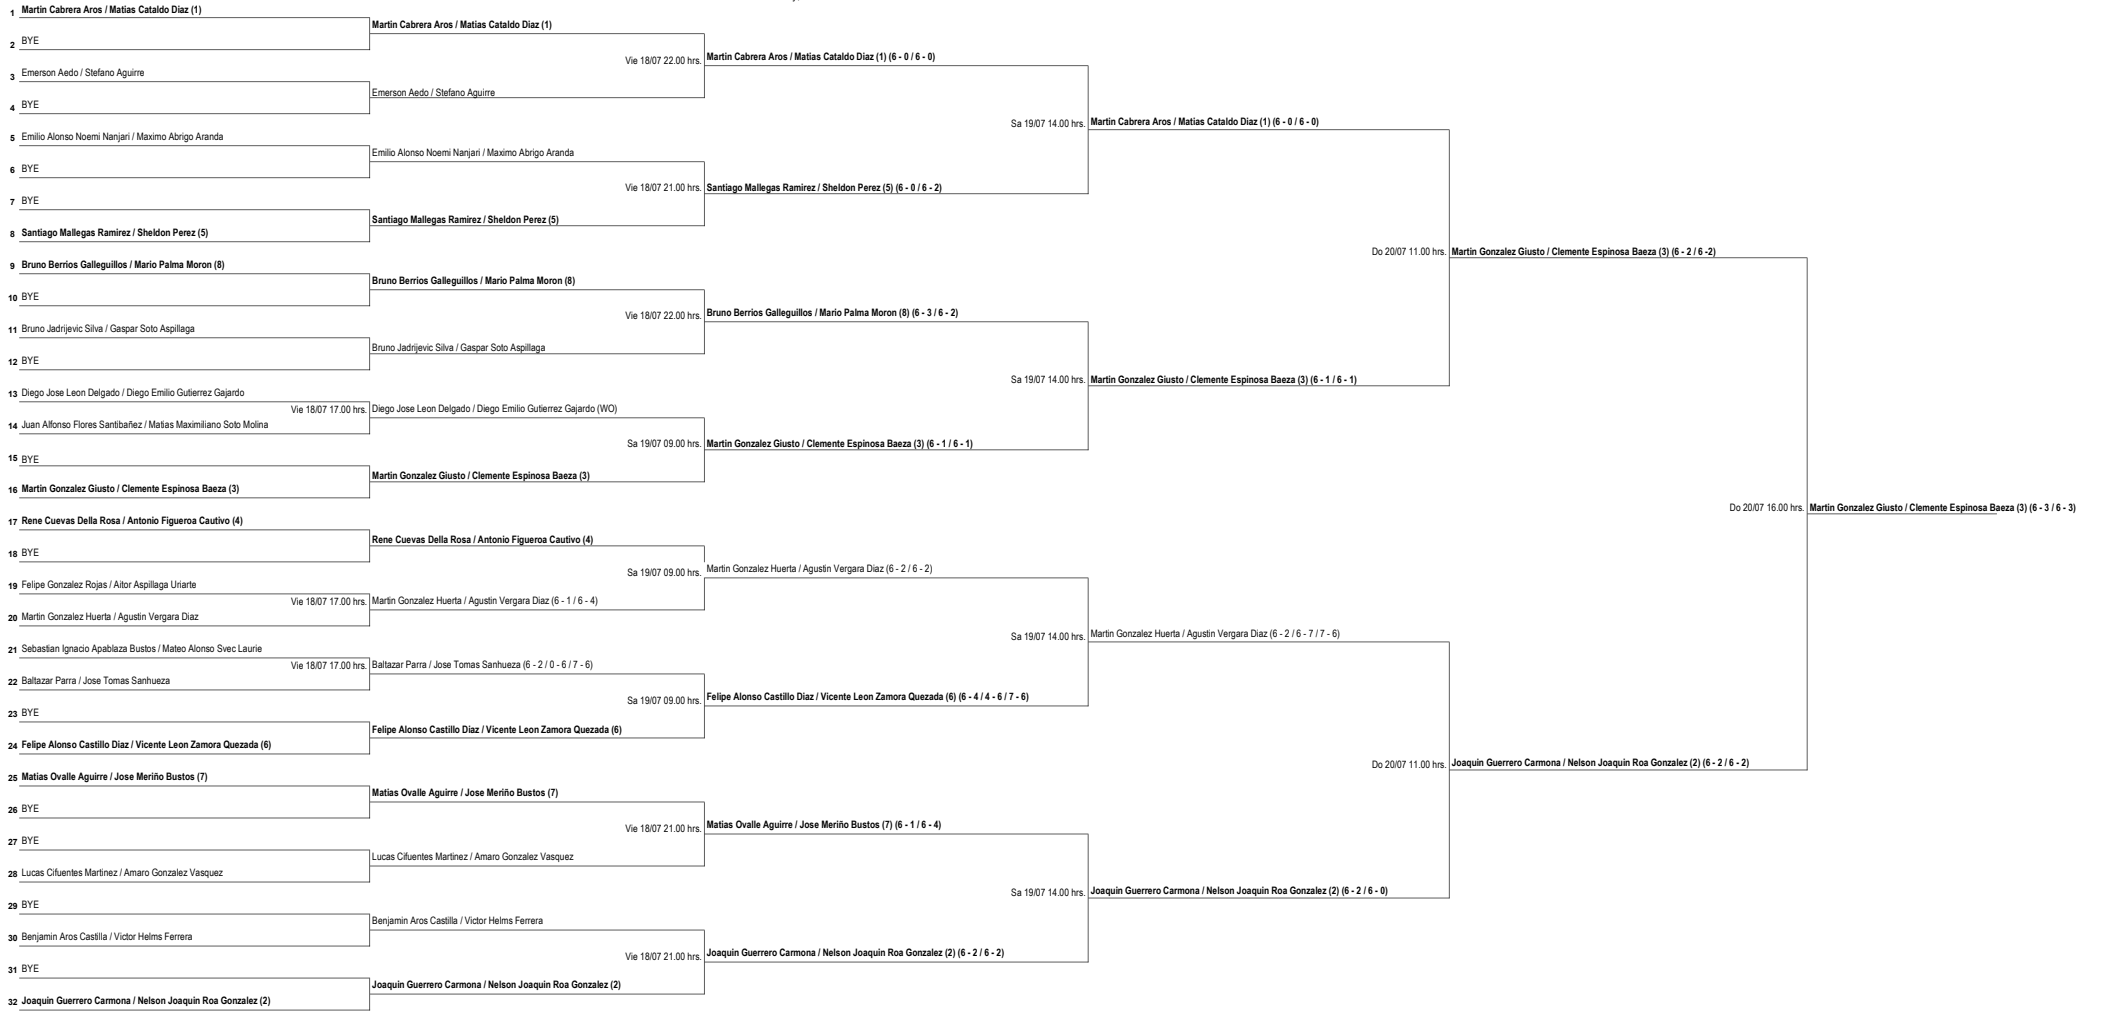 1 Martin Cabrera Aros / Matias Cataldo Diaz (1)
Martin Cabrera Aros / Matias Cataldo Diaz (1)
2 BYE
Vie 18/07 22.00 hrs. Martin Cabrera Aros / Matias Cataldo Diaz (1) (6 - 0 / 6 - 0)
3 Emerson Aedo / Stefano Aguirre
Emerson Aedo / Stefano Aguirre
4 BYE
Sa 19/07 14.00 hrs. Martin Cabrera Aros / Matias Cataldo Diaz (1) (6 - 0 / 6 - 0)
5 Emilio Alonso Noemi Nanjari / Maximo Abrigo Aranda
Emilio Alonso Noemi Nanjari / Maximo Abrigo Aranda
6 BYE
Vie 18/07 21.00 hrs. Santiago Mallegas Ramirez / Sheldon Perez (5) (6 - 0 / 6 - 2)
7 BYE
Santiago Mallegas Ramirez / Sheldon Perez (5)
8 Santiago Mallegas Ramirez / Sheldon Perez (5)
Do 20/07 11.00 hrs. Martin Gonzalez Giusto / Clemente Espinosa Baeza (3) (6 - 2 / 6 -2)
9 Bruno Berrios Galleguillos / Mario Palma Moron (8)
Bruno Berrios Galleguillos / Mario Palma Moron (8)
10 BYE
Vie 18/07 22.00 hrs. Bruno Berrios Galleguillos / Mario Palma Moron (8) (6 - 3 / 6 - 2)
11 Bruno Jadrijevic Silva / Gaspar Soto Aspillaga
Bruno Jadrijevic Silva / Gaspar Soto Aspillaga
12 BYE
Sa 19/07 14.00 hrs. Martin Gonzalez Giusto / Clemente Espinosa Baeza (3) (6 - 1 / 6 - 1)
13 Diego Jose Leon Delgado / Diego Emilio Gutierrez Gajardo
Vie 18/07 17.00 hrs. Diego Jose Leon Delgado / Diego Emilio Gutierrez Gajardo (WO)
14 Juan Alfonso Flores Santibañez / Matias Maximiliano Soto Molina
Sa 19/07 09.00 hrs. Martin Gonzalez Giusto / Clemente Espinosa Baeza (3) (6 - 1 / 6 - 1)
15 BYE
Martin Gonzalez Giusto / Clemente Espinosa Baeza (3)
16 Martin Gonzalez Giusto / Clemente Espinosa Baeza (3)
Do 20/07 16.00 hrs. Martin Gonzalez Giusto / Clemente Espinosa Baeza (3) (6 - 3 / 6 - 3)
17 Rene Cuevas Della Rosa / Antonio Figueroa Cautivo (4)
Rene Cuevas Della Rosa / Antonio Figueroa Cautivo (4)
18 BYE
Sa 19/07 09.00 hrs. Martin Gonzalez Huerta / Agustin Vergara Diaz (6 - 2 / 6 - 2)
19 Felipe Gonzalez Rojas / Aitor Aspillaga Uriarte
Vie 18/07 17.00 hrs. Martin Gonzalez Huerta / Agustin Vergara Diaz (6 - 1 / 6 - 4)
20 Martin Gonzalez Huerta / Agustin Vergara Diaz
Sa 19/07 14.00 hrs. Martin Gonzalez Huerta / Agustin Vergara Diaz (6 - 2 / 6 - 7 / 7 - 6)
21 Sebastian Ignacio Apablaza Bustos / Mateo Alonso Svec Laurie
Vie 18/07 17.00 hrs. Baltazar Parra / Jose Tomas Sanhueza (6 - 2 / 0 - 6 / 7 - 6)
22 Baltazar Parra / Jose Tomas Sanhueza
Sa 19/07 09.00 hrs. Felipe Alonso Castillo Diaz / Vicente Leon Zamora Quezada (6) (6 - 4 / 4 - 6 / 7 - 6)
23 BYE
Felipe Alonso Castillo Diaz / Vicente Leon Zamora Quezada (6)
24 Felipe Alonso Castillo Diaz / Vicente Leon Zamora Quezada (6)
Do 20/07 11.00 hrs. Joaquin Guerrero Carmona / Nelson Joaquin Roa Gonzalez (2) (6 - 2 / 6 - 2)
25 Matias Ovalle Aguirre / Jose Meriño Bustos (7)
Matias Ovalle Aguirre / Jose Meriño Bustos (7)
26 BYE
Vie 18/07 21.00 hrs. Matias Ovalle Aguirre / Jose Meriño Bustos (7) (6 - 1 / 6 - 4)
27 BYE
Lucas Cifuentes Martinez / Amaro Gonzalez Vasquez
28 Lucas Cifuentes Martinez / Amaro Gonzalez Vasquez
Sa 19/07 14.00 hrs. Joaquin Guerrero Carmona / Nelson Joaquin Roa Gonzalez (2) (6 - 2 / 6 - 0)
29 BYE
Benjamin Aros Castilla / Victor Helms Ferrera
30 Benjamin Aros Castilla / Victor Helms Ferrera
Vie 18/07 21.00 hrs. Joaquin Guerrero Carmona / Nelson Joaquin Roa Gonzalez (2) (6 - 2 / 6 - 2)
31 BYE
Joaquin Guerrero Carmona / Nelson Joaquin Roa Gonzalez (2)
32 Joaquin Guerrero Carmona / Nelson Joaquin Roa Gonzalez (2)